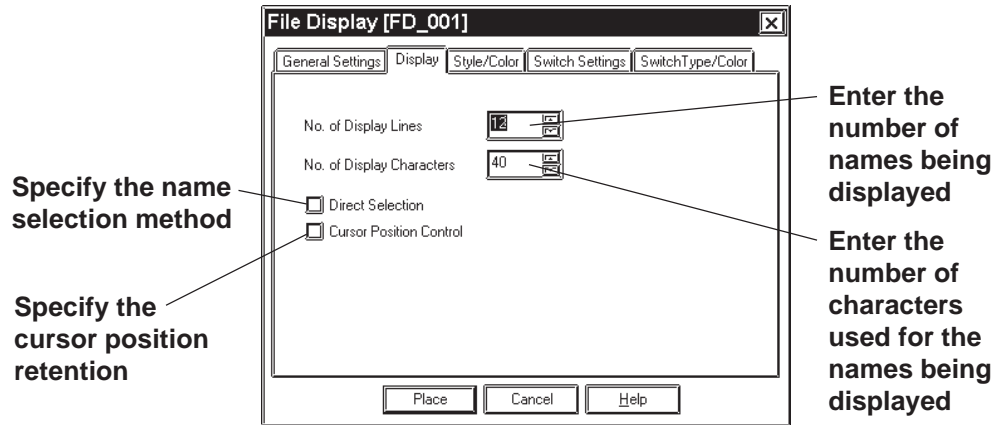 File Display [FD_001]
General Settings Display Style/Color Switch Settings SwitchType/Color
No. of Display Lines 12
No. of Display Characters 40
Direct Selection
Cursor Position Control
Place Cancel Help
Specify the name
selection method
Specify the
cursor position
retention
Enter the
number of
names being
displayed
Enter the
number of
characters
used for the
names being
displayed